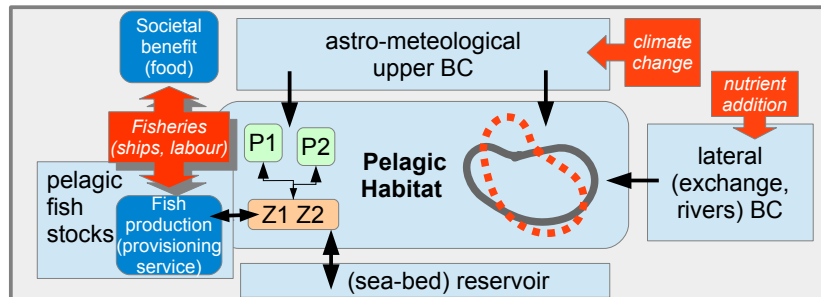 Societal
benefit
(food)
astro-meteological
upper BC
climate
change
nutrient
addition
Fisheries
(ships, labour)
P1
P2
Pelagic
Habitat
lateral
(exchange,
rivers) BC
pelagic
fish
stocks
Fish
production
(provisioning
service)
Z1 Z2
(sea-bed) reservoir